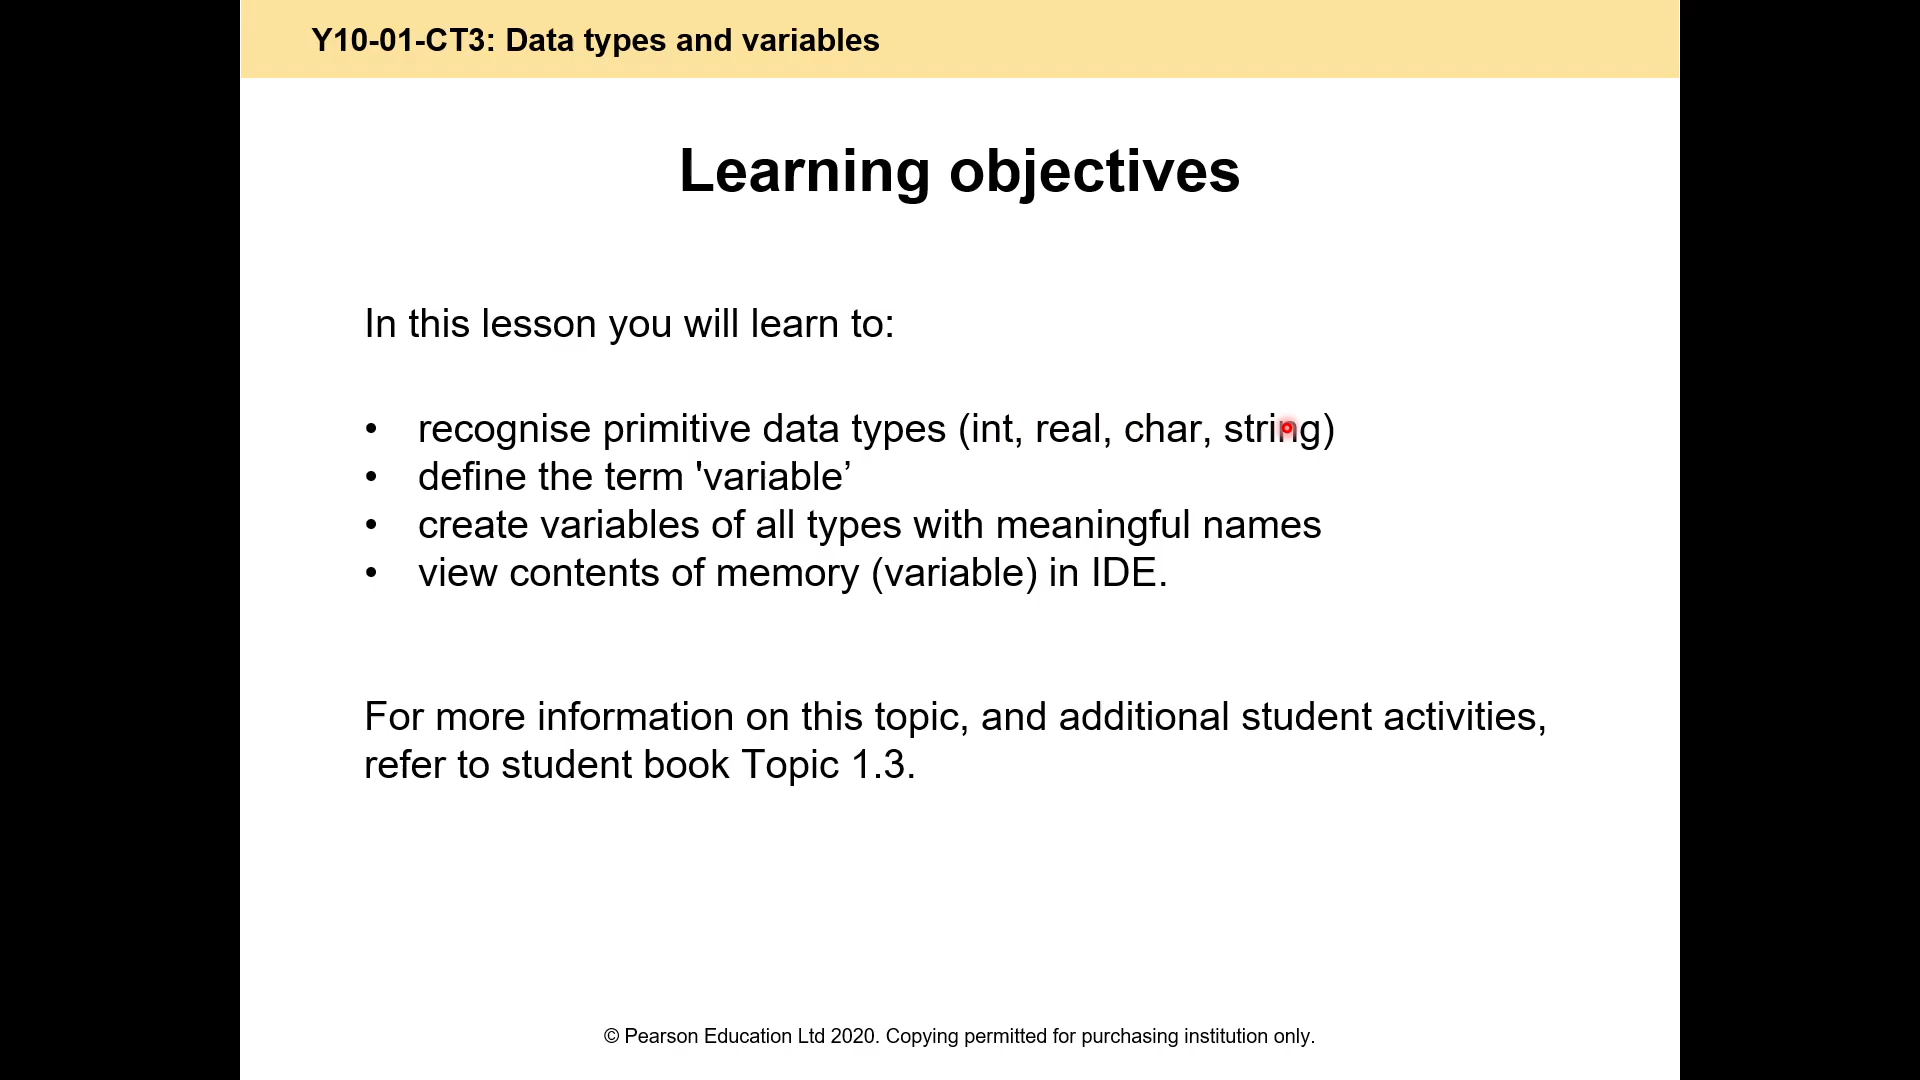 Y10-01-CT3: Data types and variables
Learning objectives
In this lesson you will learn to:
• recognise primitive data types (int, real, char, string)
• define the term 'variable’
• create variables of all types with meaningful names
• view contents of memory (variable) in IDE.
For more information on this topic, and additional student activities,
refer to student book Topic 1.3.
© Pearson Education Ltd 2020. Copying permitted for purchasing institution only.